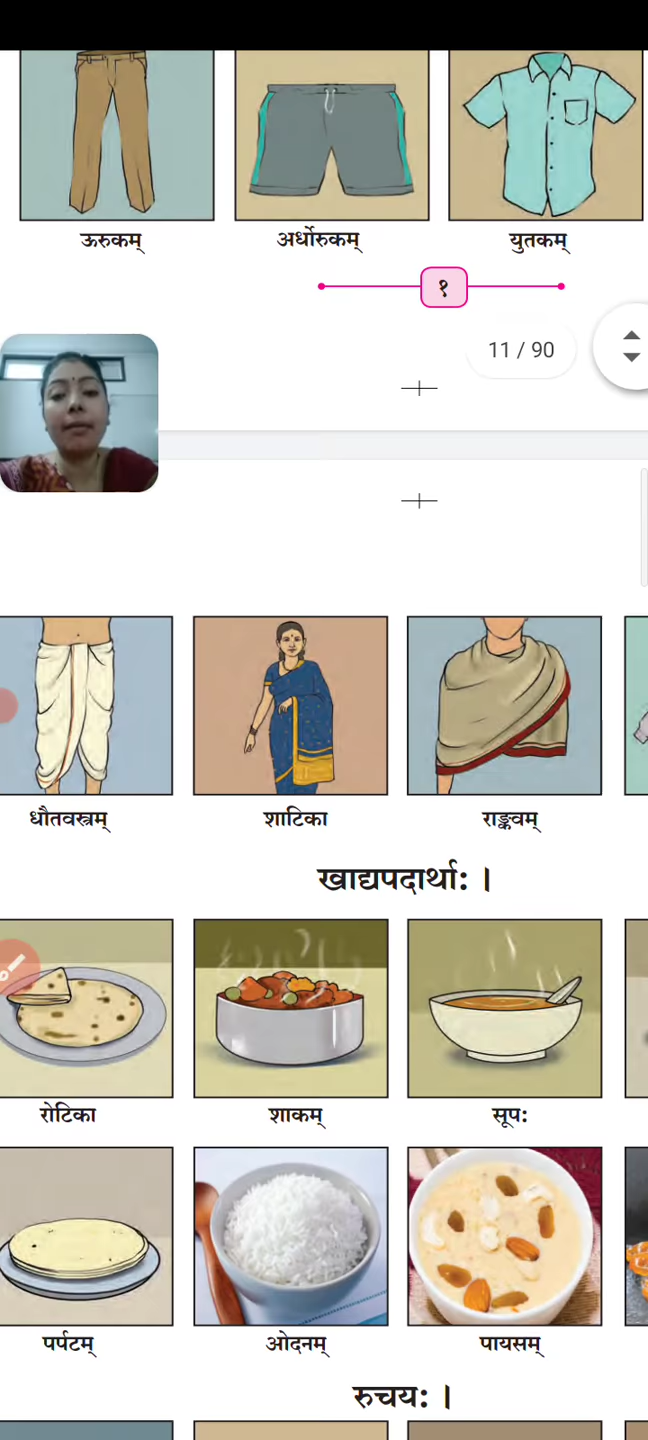 ऊरुकम् अर्धोरुकम् युतकम्
१
11 / 90
धौतवस्त्रम् शाटिका राङ्कवम्
खाद्यपदार्थाः ।
रोटिका शाकम् सूपः
पर्पटम् ओदनम् पायसम्
रुचयः ।